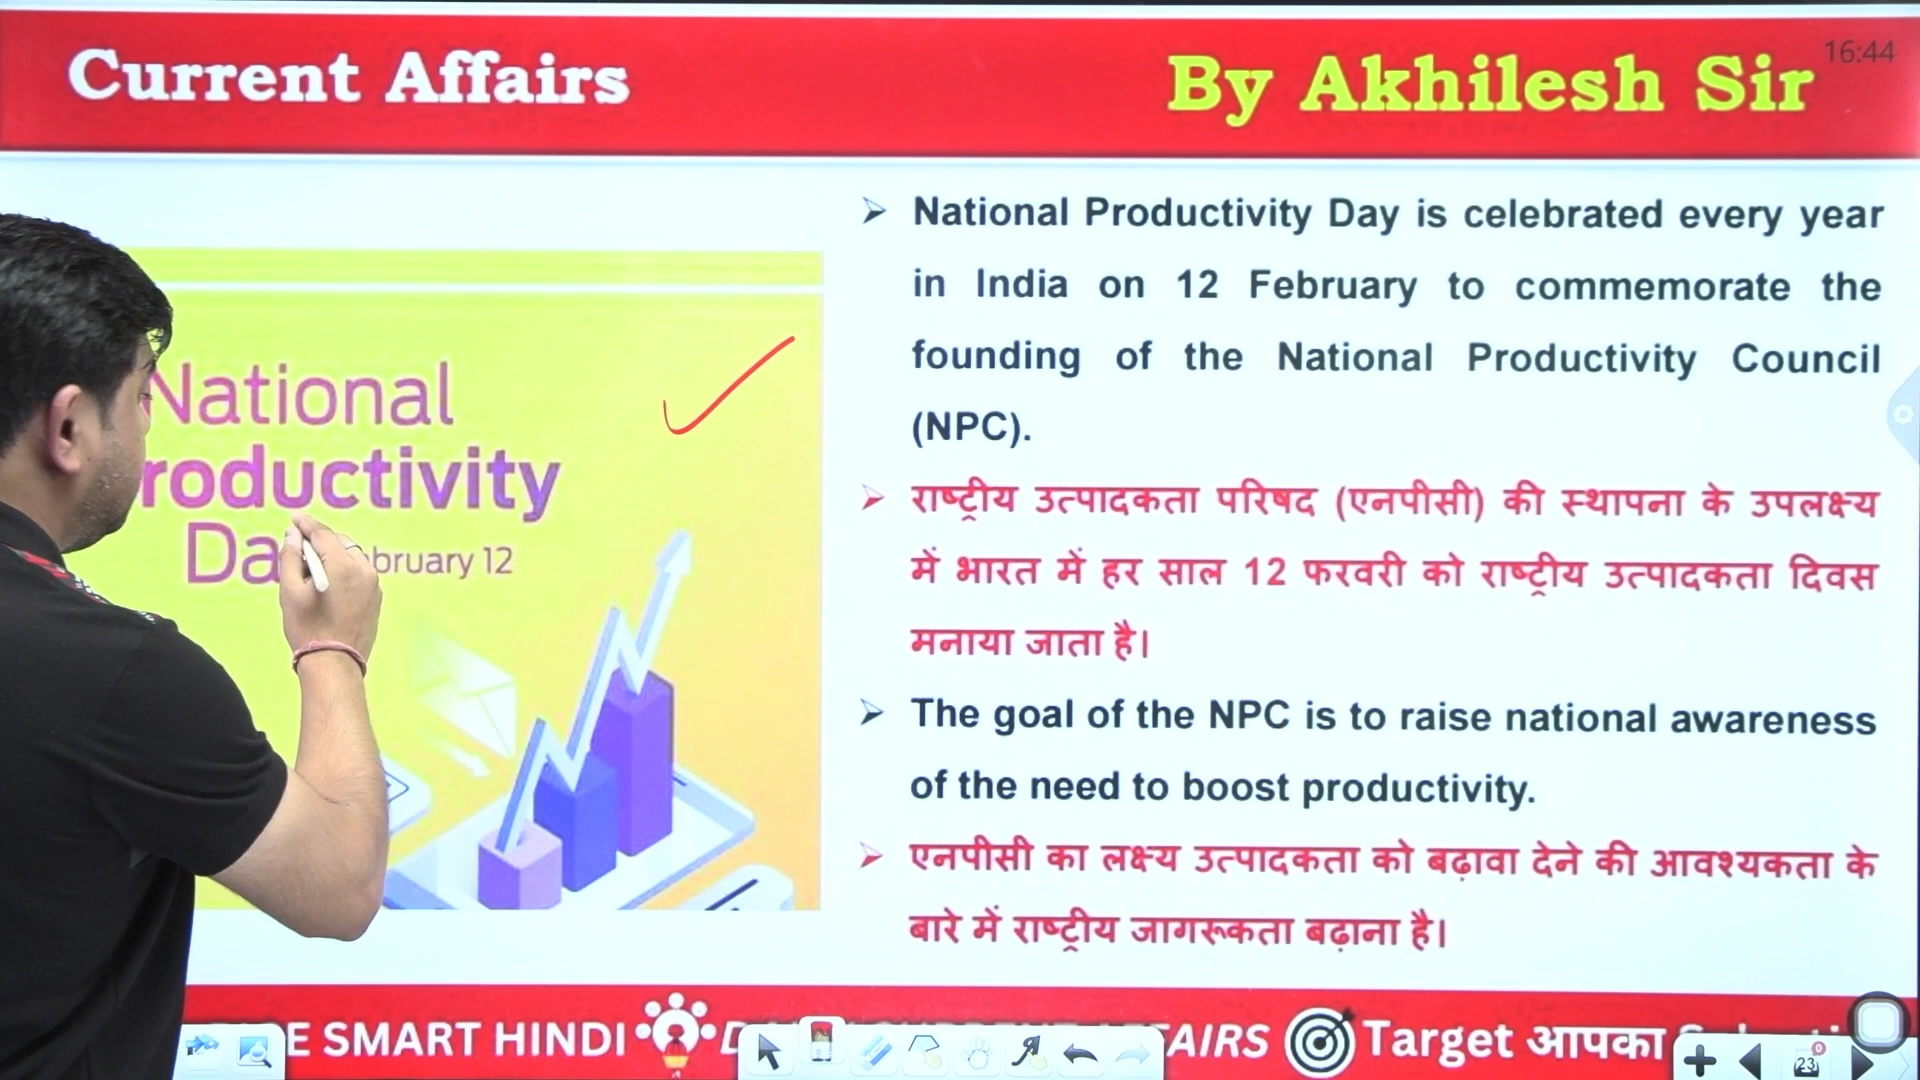 Current Affairs
By Akhilesh Sir
16:44
National
roductivity
Da bruary 12
➢ National Productivity Day is celebrated every year
in India on 12 February to commemorate the
founding of the National Productivity Council
(NPC).
➢ राष्ट्रीय उत्पादकता परिषद (एनपीसी) की स्थापना के उपलक्ष्य
में भारत में हर साल 12 फरवरी को राष्ट्रीय उत्पादकता दिवस
मनाया जाता है।
➢ The goal of the NPC is to raise national awareness
of the need to boost productivity.
➢ एनपीसी का लक्ष्य उत्पादकता को बढ़ावा देने की आवश्यकता के
बारे में राष्ट्रीय जागरूकता बढ़ाना है।
E SMART HINDI AIRS Target आपका
23
0